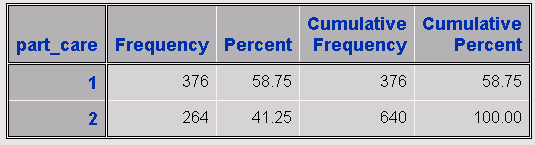 Cumulative Cumulative
part_care Frequency Percent Frequency Percent
1 376 58.75 376 58.75
2 264 41.25 640 100.00